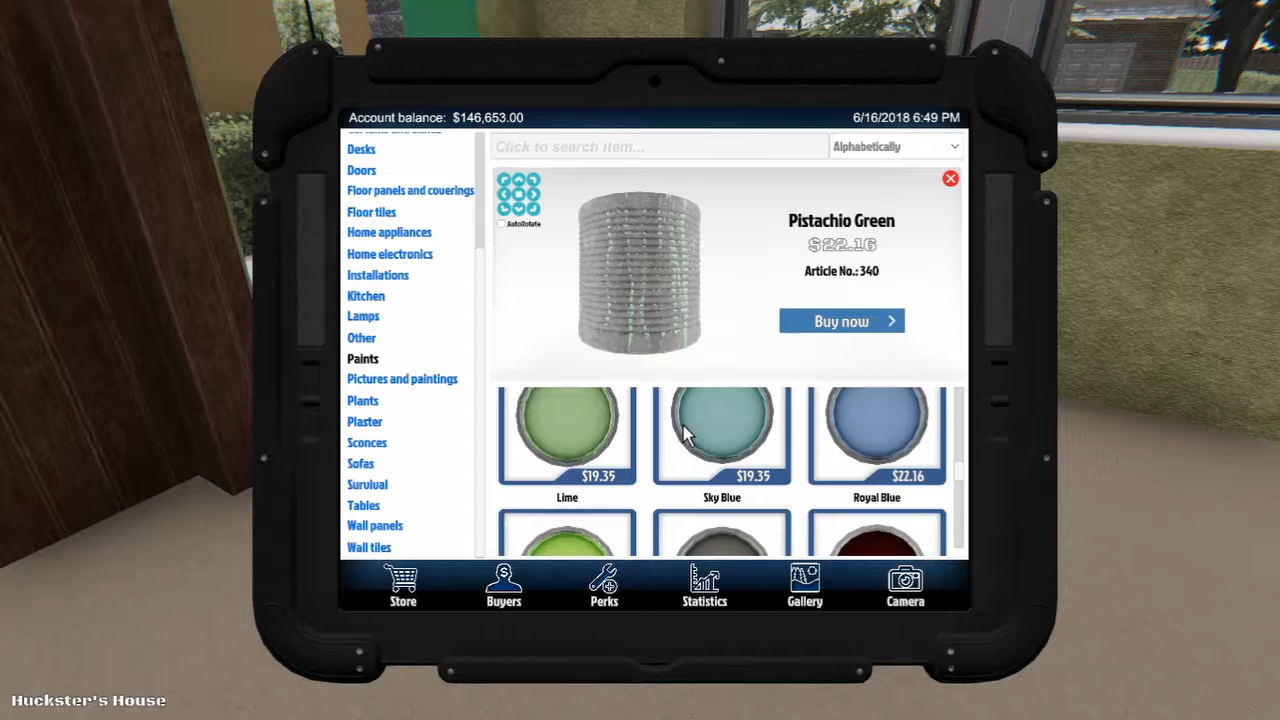 Account balance: $146,653.00
6/16/2018 6:49 PM
Desks
Doors
Floor panels and coverings
Floor tiles
Home appliances
Home electronics
Installations
Kitchen
Lamps
Other
Paints
Pictures and paintings
Plants
Plaster
Sconces
Sofas
Survival
Tables
Wall panels
Wall tiles
Click to search item...
Alphabetically
AutoRotate
Pistachio Green
$22.16
Article No.: 340
Buy now
$19.35
$19.35
$22.16
Lime
Sky Blue
Royal Blue
Store
Buyers
Perks
Statistics
Gallery
Camera
Huckster's House